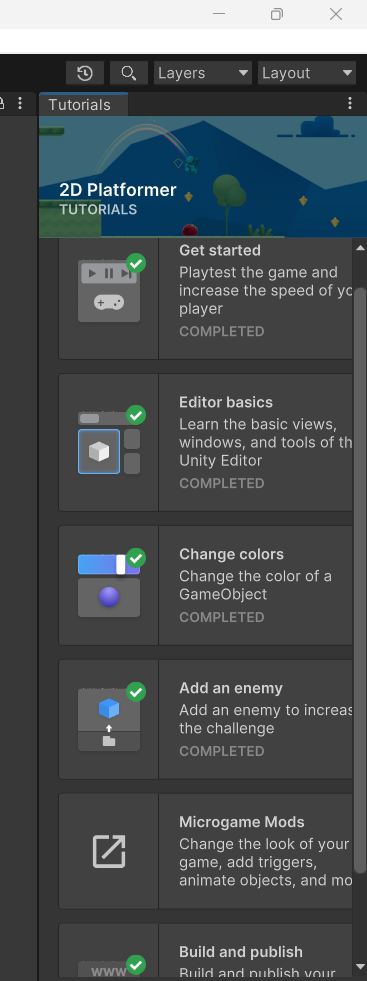 Layers
Layout
Tutorials
2D Platformer
TUTORIALS
Get started
Playtest the game and
increase the speed of yo
player
COMPLETED
Editor basics
Learn the basic views,
windows, and tools of th
Unity Editor
COMPLETED
Change colors
Change the color of a
GameObject
COMPLETED
Add an enemy
Add an enemy to increas
the challenge
COMPLETED
Microgame Mods
Change the look of your
game, add triggers,
animate objects, and mo
Build and publish
www
Build and publish your